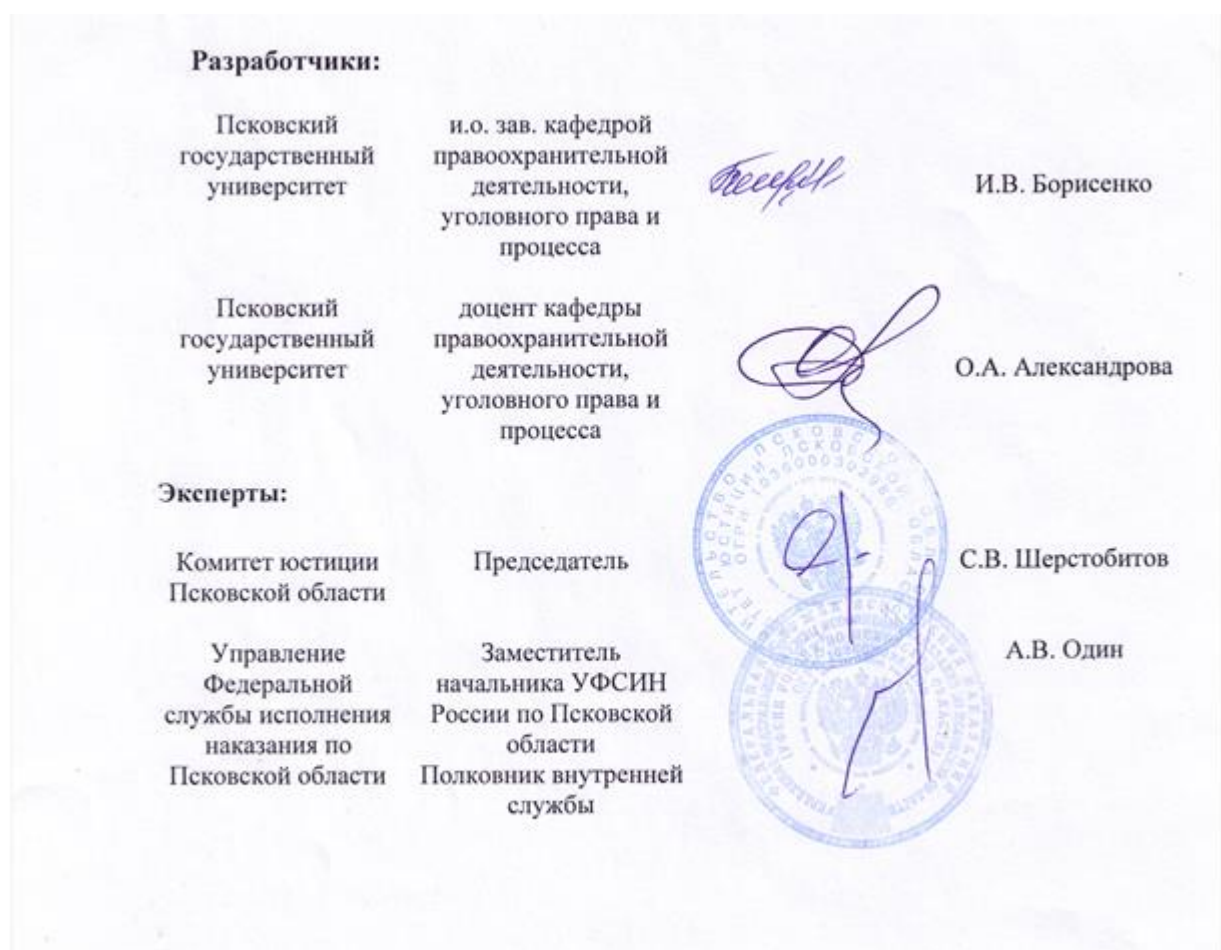 Разработчики:
Псковский
государственный
университет
и.о. зав. кафедрой
правоохранительной
деятельности,
уголовного права и
процесса
И.В. Борисенко
Псковский
государственный
университет
доцент кафедры
правоохранительной
деятельности,
уголовного права и
процесса
О.А. Александрова
Эксперты:
Комитет юстиции
Псковской области
Председатель
С.В. Шерстобитов
Управление
Федеральной
службы исполнения
наказания по
Псковской области
Заместитель
начальника УФСИН
России по Псковской
области
Полковник внутренней
службы
А.В. Один